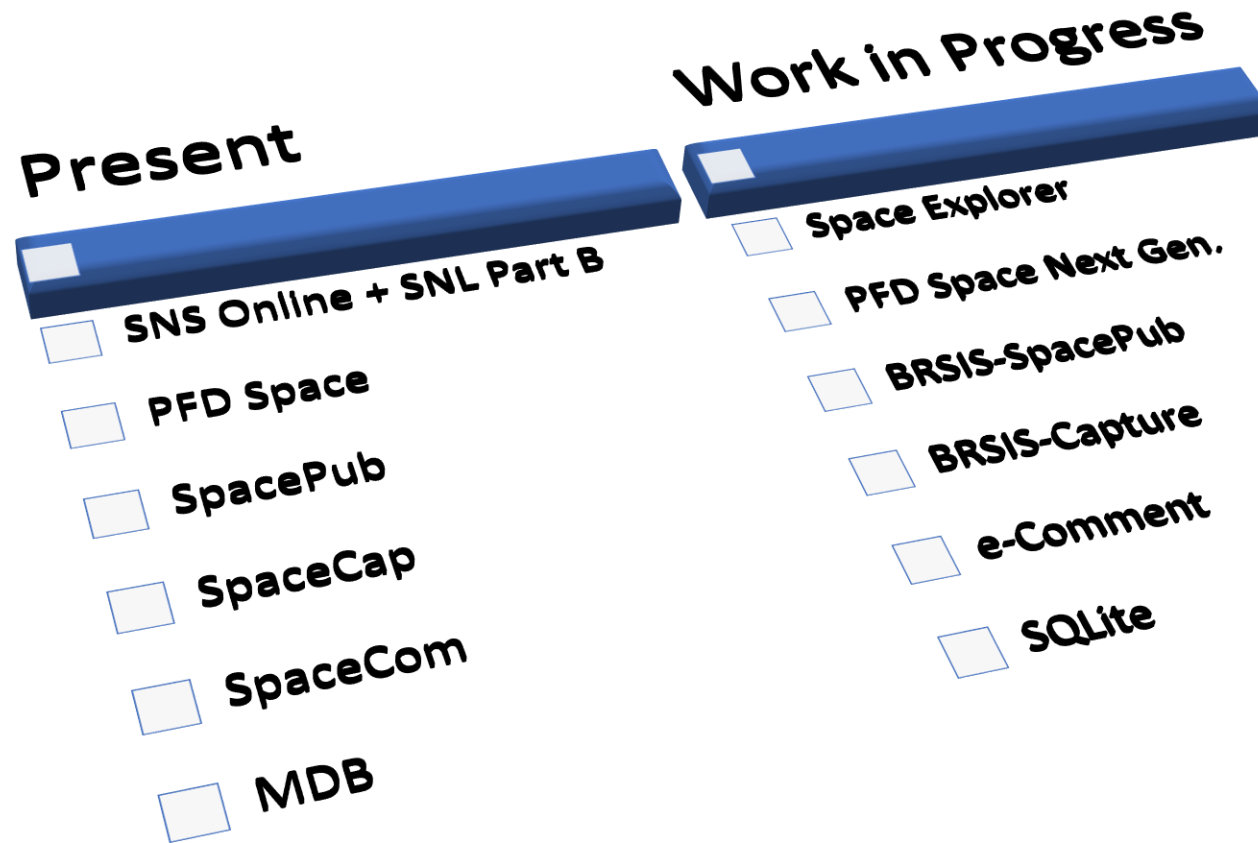 Present
SNS Online + SNL Part B
PFD Space
SpacePub
SpaceCap
SpaceCom
MDB
Work in Progress
Space Explorer
PFD Space Next Gen.
BRSIS-SpacePub
BRSIS-Capture
e-Comment
SQLite